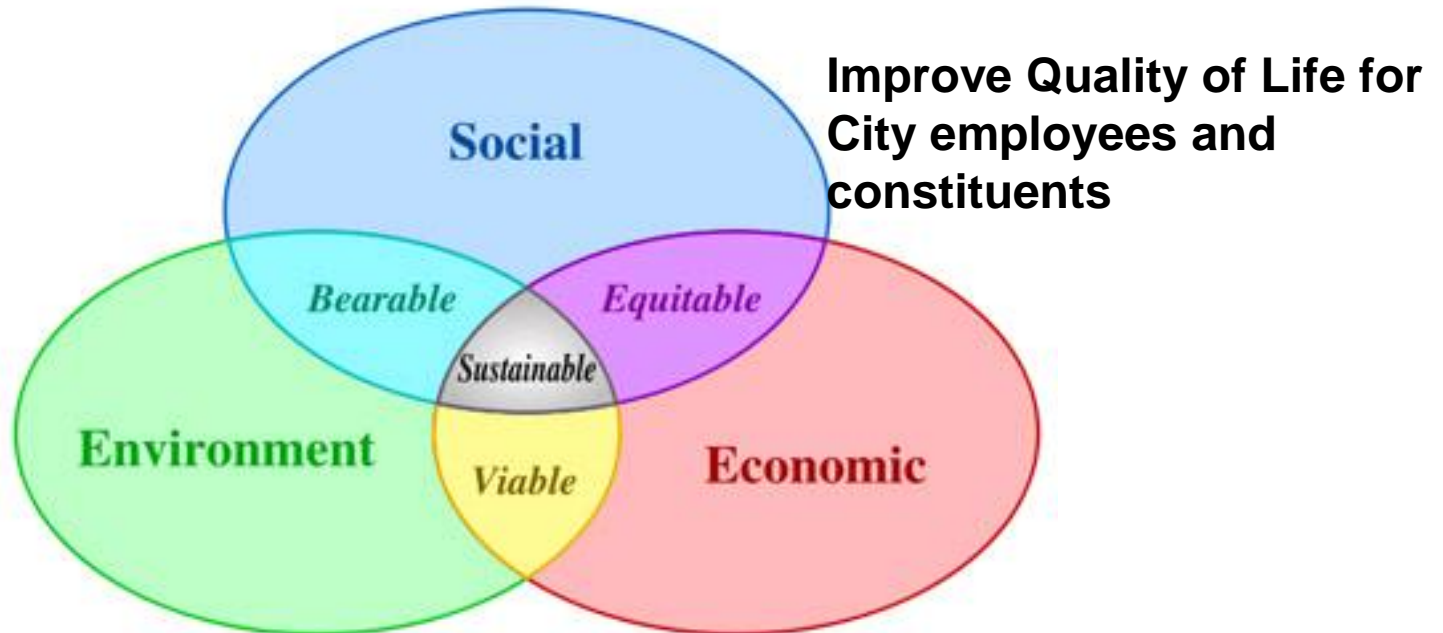 Improve Quality of Life for
City employees and
constituents
Social
Bearable
Equitable
Sustainable
Environment
Economic
Viable